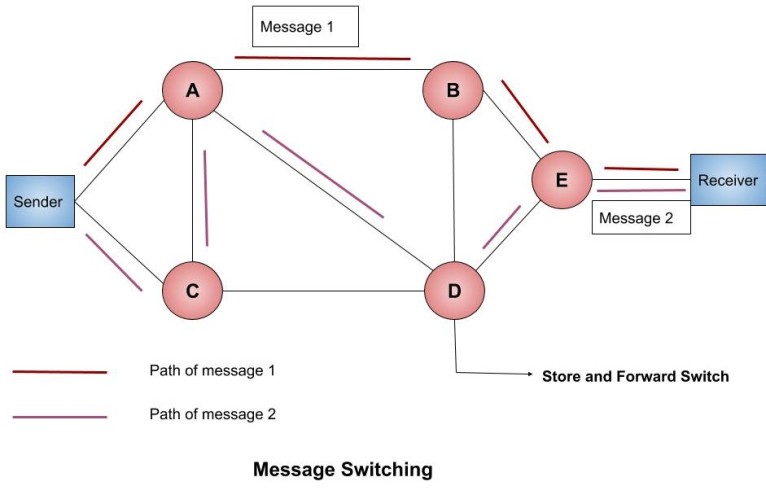 Message 1
A
B
Sender
E
Receiver
Message 2
C
D
Path of message 1
Store and Forward Switch
Path of message 2
Message Switching